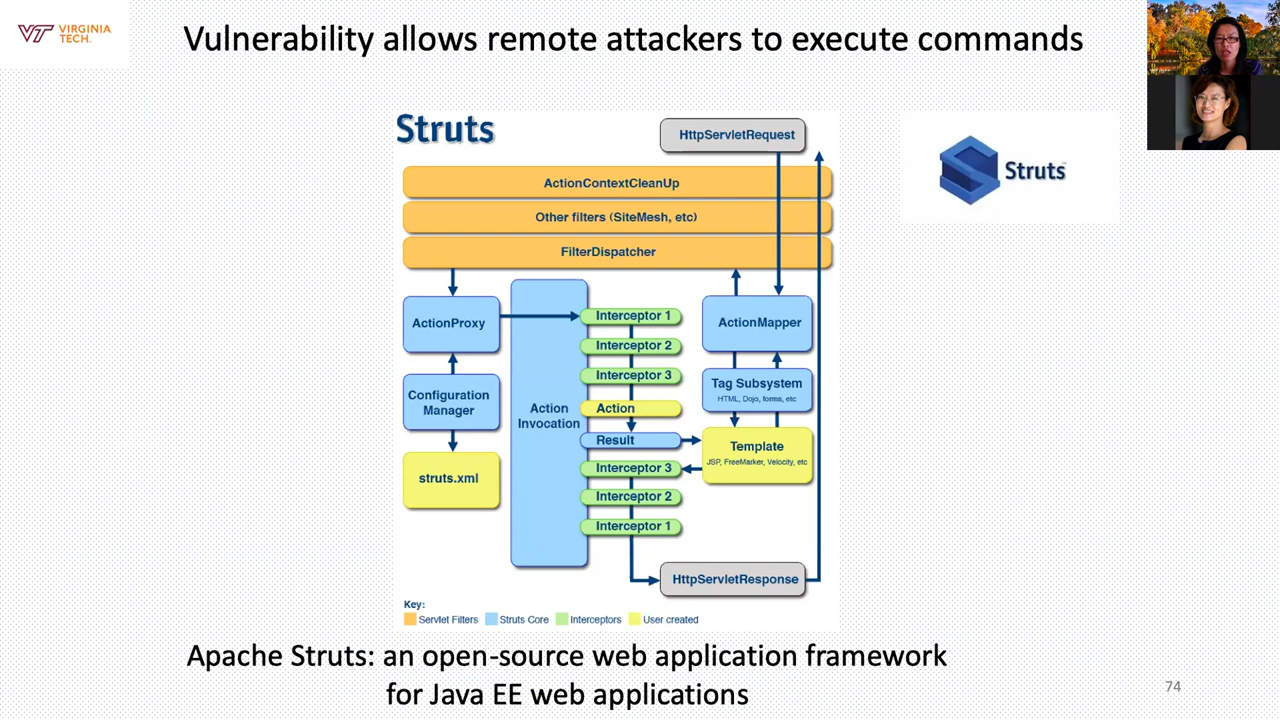 VIRGINIA
TECH.
Vulnerability allows remote attackers to execute commands
Struts
HttpServletRequest
Struts
ActionContextCleanUp
Other filters (SiteMesh, etc)
FilterDispatcher
ActionProxy
Interceptor 1
ActionMapper
Interceptor 2
Interceptor 3
Tag Subsystem
HTML, Dojo, forms, etc
Configuration
Manager
Action
Invocation
Action
Result
Template
JSP, FreeMarker, Velocity, etc
struts.xml
Interceptor 3
Interceptor 2
Interceptor 1
HttpServletResponse
Key:
Servlet Filters
Struts Core
Interceptors
User created
Apache Struts: an open-source web application framework
for Java EE web applications
74